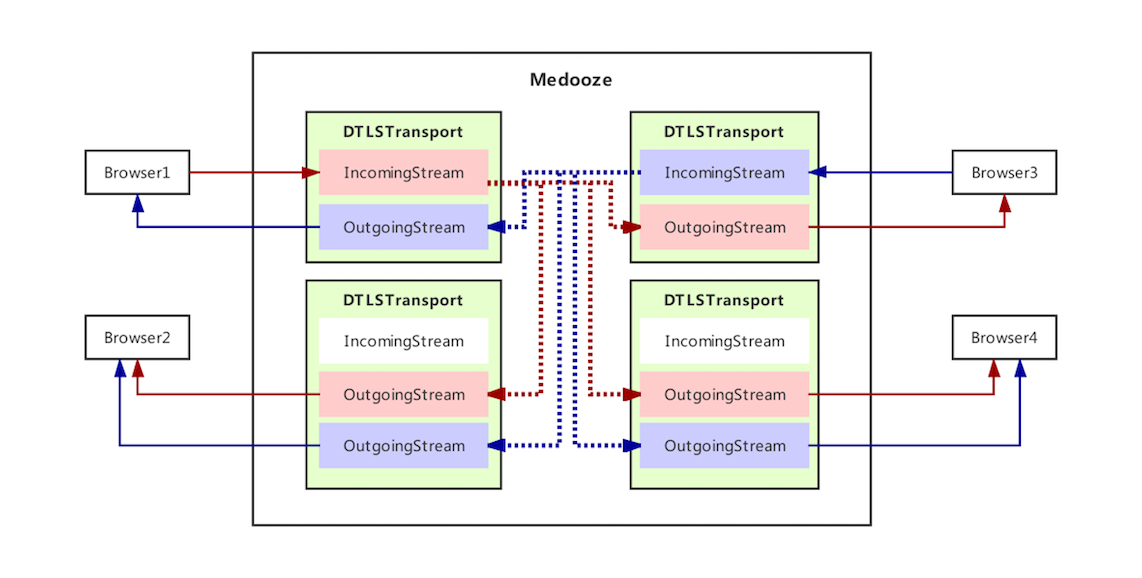 Medooze
Browser1
DTLSTransport
IncomingStream
OutgoingStream
DTLSTransport
IncomingStream
OutgoingStream
Browser3
Browser2
DTLSTransport
IncomingStream
OutgoingStream
OutgoingStream
DTLSTransport
IncomingStream
OutgoingStream
OutgoingStream
Browser4